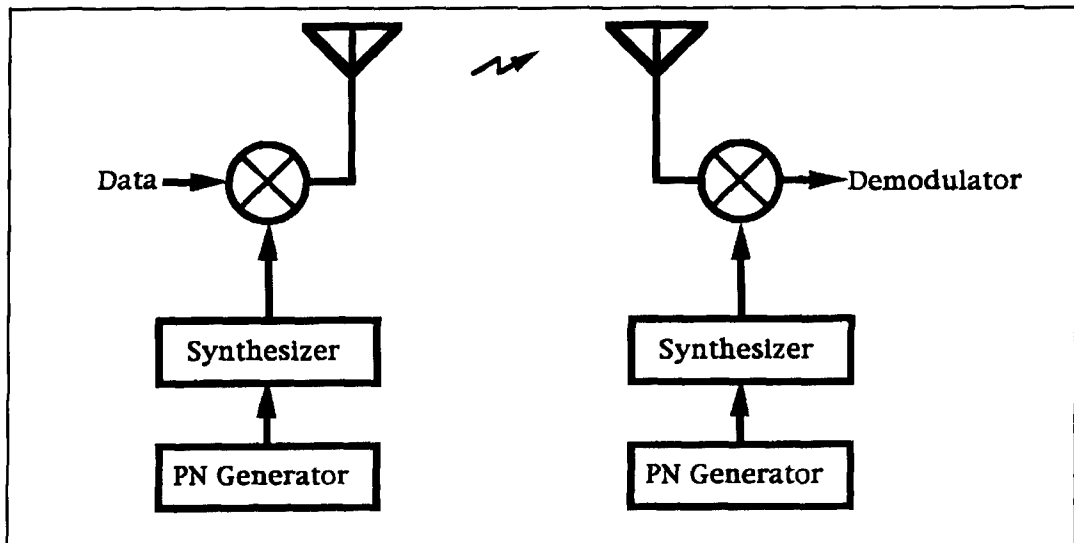 Data
Demodulator
Synthesizer
Synthesizer
PN Generator
PN Generator